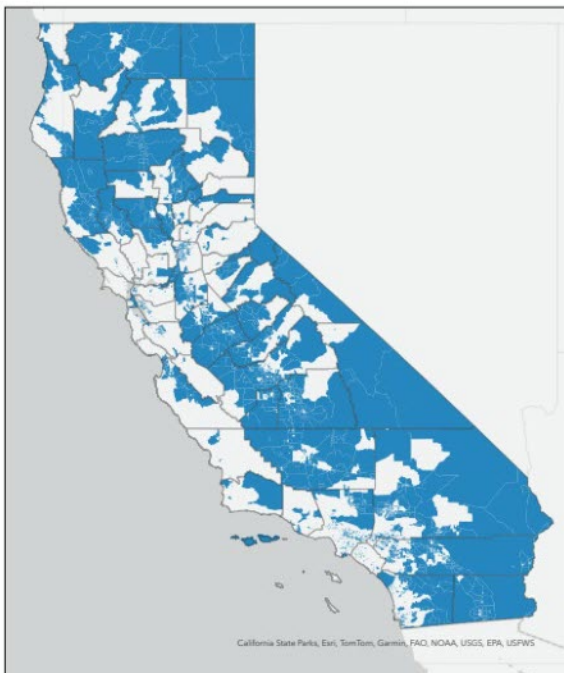 California State Parks, Esri, TomTom, Garmin, FAO, NOAA, USGS, EPA, USFWS